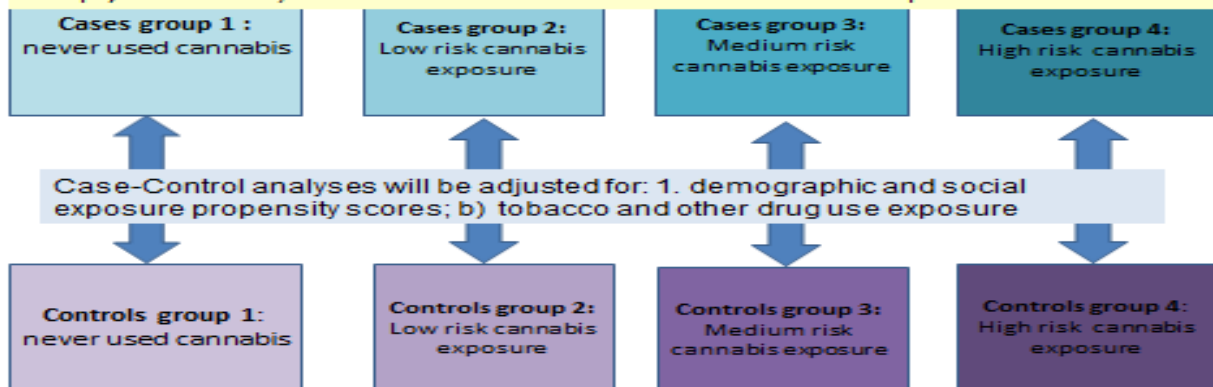 Cases group 1 :
never used cannabis
Cases group 2:
Low risk cannabis
exposure
Cases group 3:
Medium risk
cannabis exposure
Cases group 4:
High risk cannabis
exposure
Case-Control analyses will be adjusted for: 1. demographic and social
exposure propensity scores; b) tobacco and other drug use exposure
Controls group 1:
never used cannabis
Controls group 2:
Low risk cannabis
exposure
Controls group 3:
Medium risk
cannabis exposure
Controls group 4:
High risk cannabis
exposure